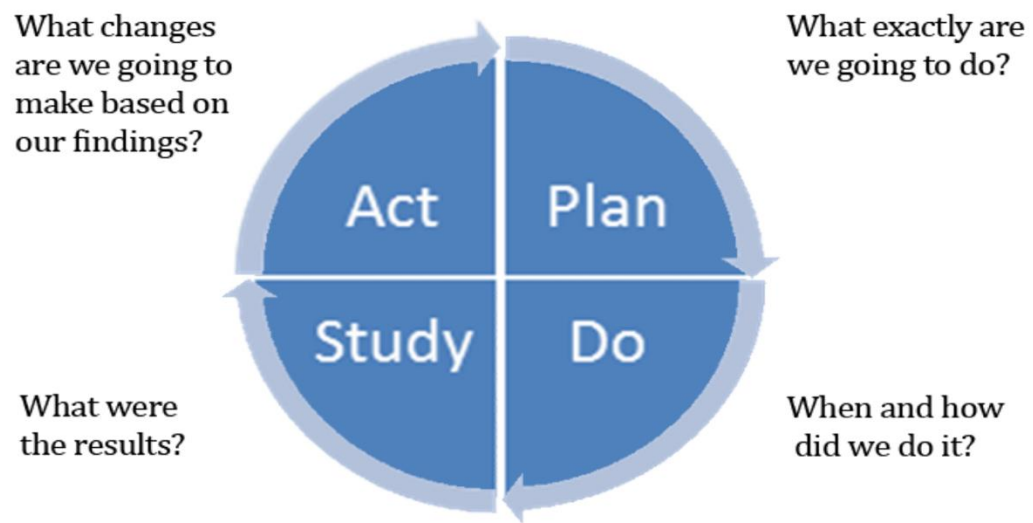 What changes
are we going to
make based on
our findings?
What exactly are
we going to do?
Act
Plan
Study
Do
What were
the results?
When and how
did we do it?